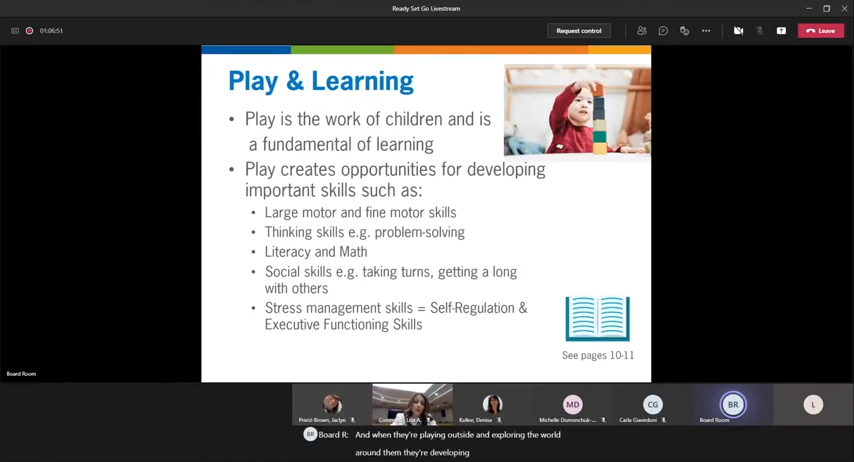 Ready Set Go Livestream
01:06:51
Request control
Leave
Play & Learning
• Play is the work of children and is
a fundamental of learning
• Play creates opportunities for developing
important skills such as:
• Large motor and fine motor skills
• Thinking skills e.g. problem-solving
• Literacy and Math
• Social skills e.g. taking turns, getting a long
with others
• Stress management skills = Self-Regulation &
Executive Functioning Skills
See pages 10-11
Board Room
MD
CG
BR
L
Priest-Brown, Jaclyn
Lisa A.
Kollee, Denise
Michelle Domonchuk-...
Carla Giavedoni
Board Room
BR
Board R: And when they're playing outside and exploring the world
around them they're developing